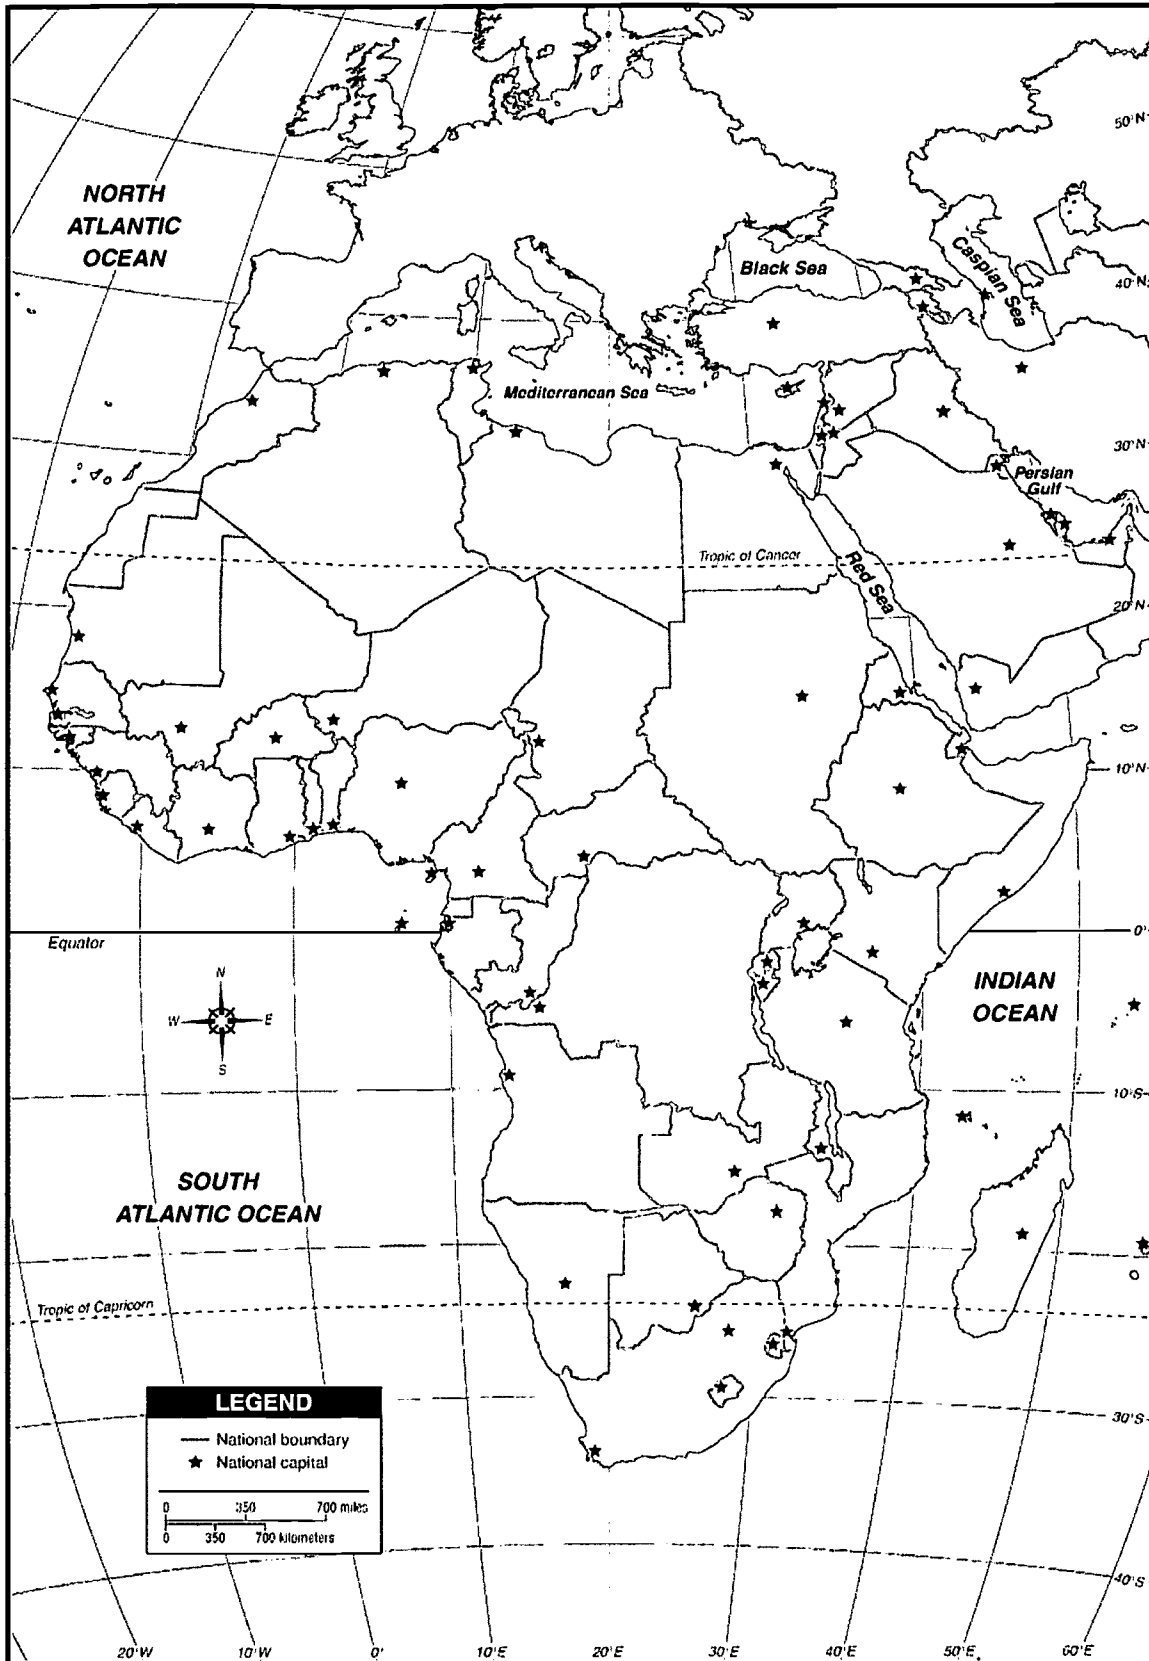 50°N
NORTH
ATLANTIC
OCEAN
Caspian Sea
Black Sea
40°N
Mediterranean Sea
30°N
Persian
Gulf
Tropic of Cancer
Red Sea
20°N
10°N
Equator
0°
N
W
E
S
INDIAN
OCEAN
10°S
SOUTH
ATLANTIC OCEAN
Tropic of Capricorn
LEGEND
National boundary
National capital
0 350 700 miles
0 350 700 kilometers
30°S
40°S
20°W 10°W 0° 10°E 20°E 30°E 40°E 50°E 60°E